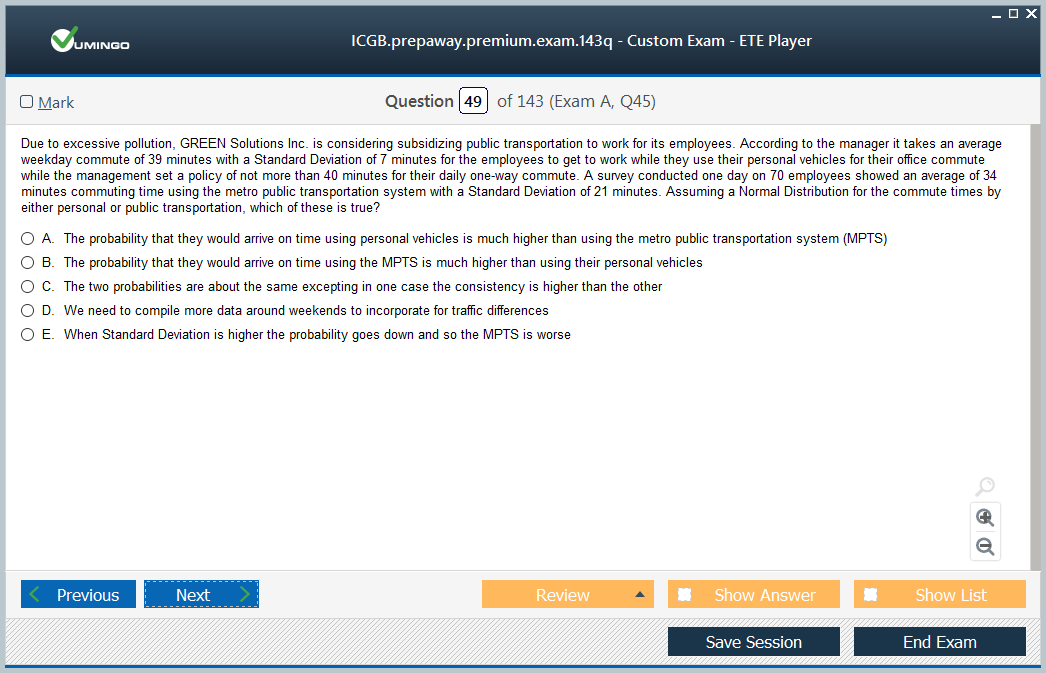 VUMINGO
ICGB.prepaway.premium.exam.143q - Custom Exam - ETE Player
Mark
Question 49 of 143 (Exam A, Q45)
Due to excessive pollution, GREEN Solutions Inc. is considering subsidizing public transportation to work for its employees. According to the manager it takes an average
weekday commute of 39 minutes with a Standard Deviation of 7 minutes for the employees to get to work while they use their personal vehicles for their office commute
while the management set a policy of not more than 40 minutes for their daily one-way commute. A survey conducted one day on 70 employees showed an average of 34
minutes commuting time using the metro public transportation system with a Standard Deviation of 21 minutes. Assuming a Normal Distribution for the commute times by
either personal or public transportation, which of these is true?
A. The probability that they would arrive on time using personal vehicles is much higher than using the metro public transportation system (MPTS)
B. The probability that they would arrive on time using the MPTS is much higher than using their personal vehicles
C. The two probabilities are about the same excepting in one case the consistency is higher than the other
D. We need to compile more data around weekends to incorporate for traffic differences
E. When Standard Deviation is higher the probability goes down and so the MPTS is worse
Previous
Next
Review
Show Answer
Show List
Save Session
End Exam